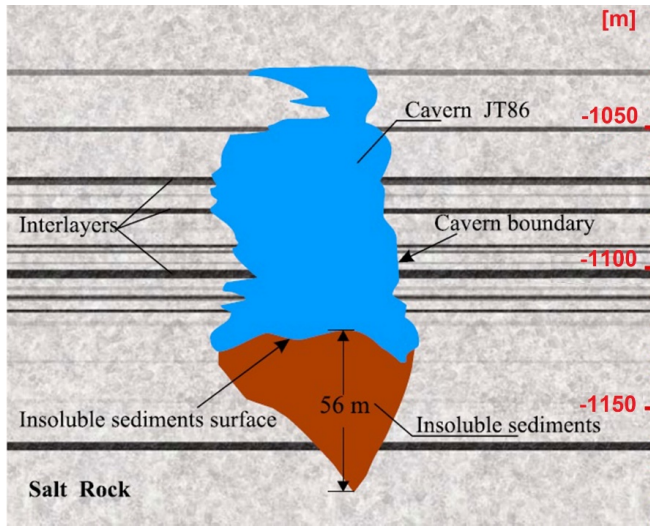 [m]
Cavern JT86
-1050
Interlayers
Cavern boundary
-1100
56 m
-1150
Insoluble sediments surface
Insoluble sediments
Salt Rock